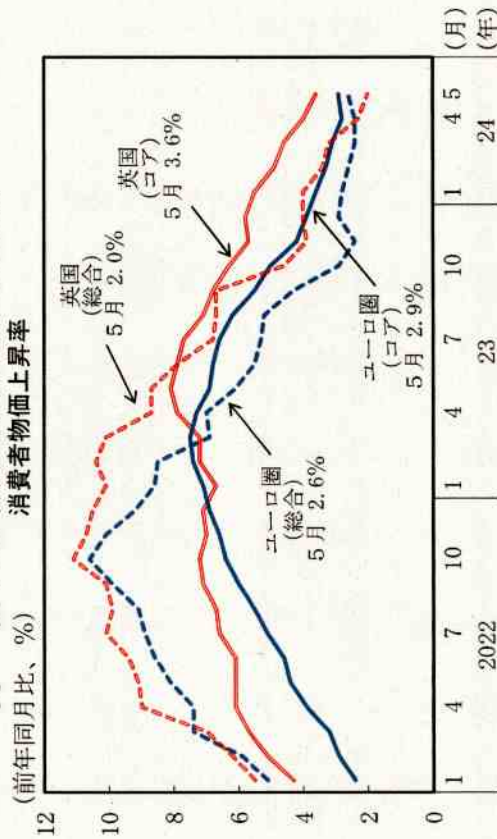 消費者物価上昇率
(前年同月比、%)
12
10
8
6
4
2
0
英国
(総合)
5月 2.0%
英国
(コア)
5月 3.6%
ユーロ圏
(総合)
5月 2.6%
ユーロ圏
(コア)
5月 2.9%
1 4 7 10 1 4 7 10 1 4 5 (月)
2022 23 24 (年)